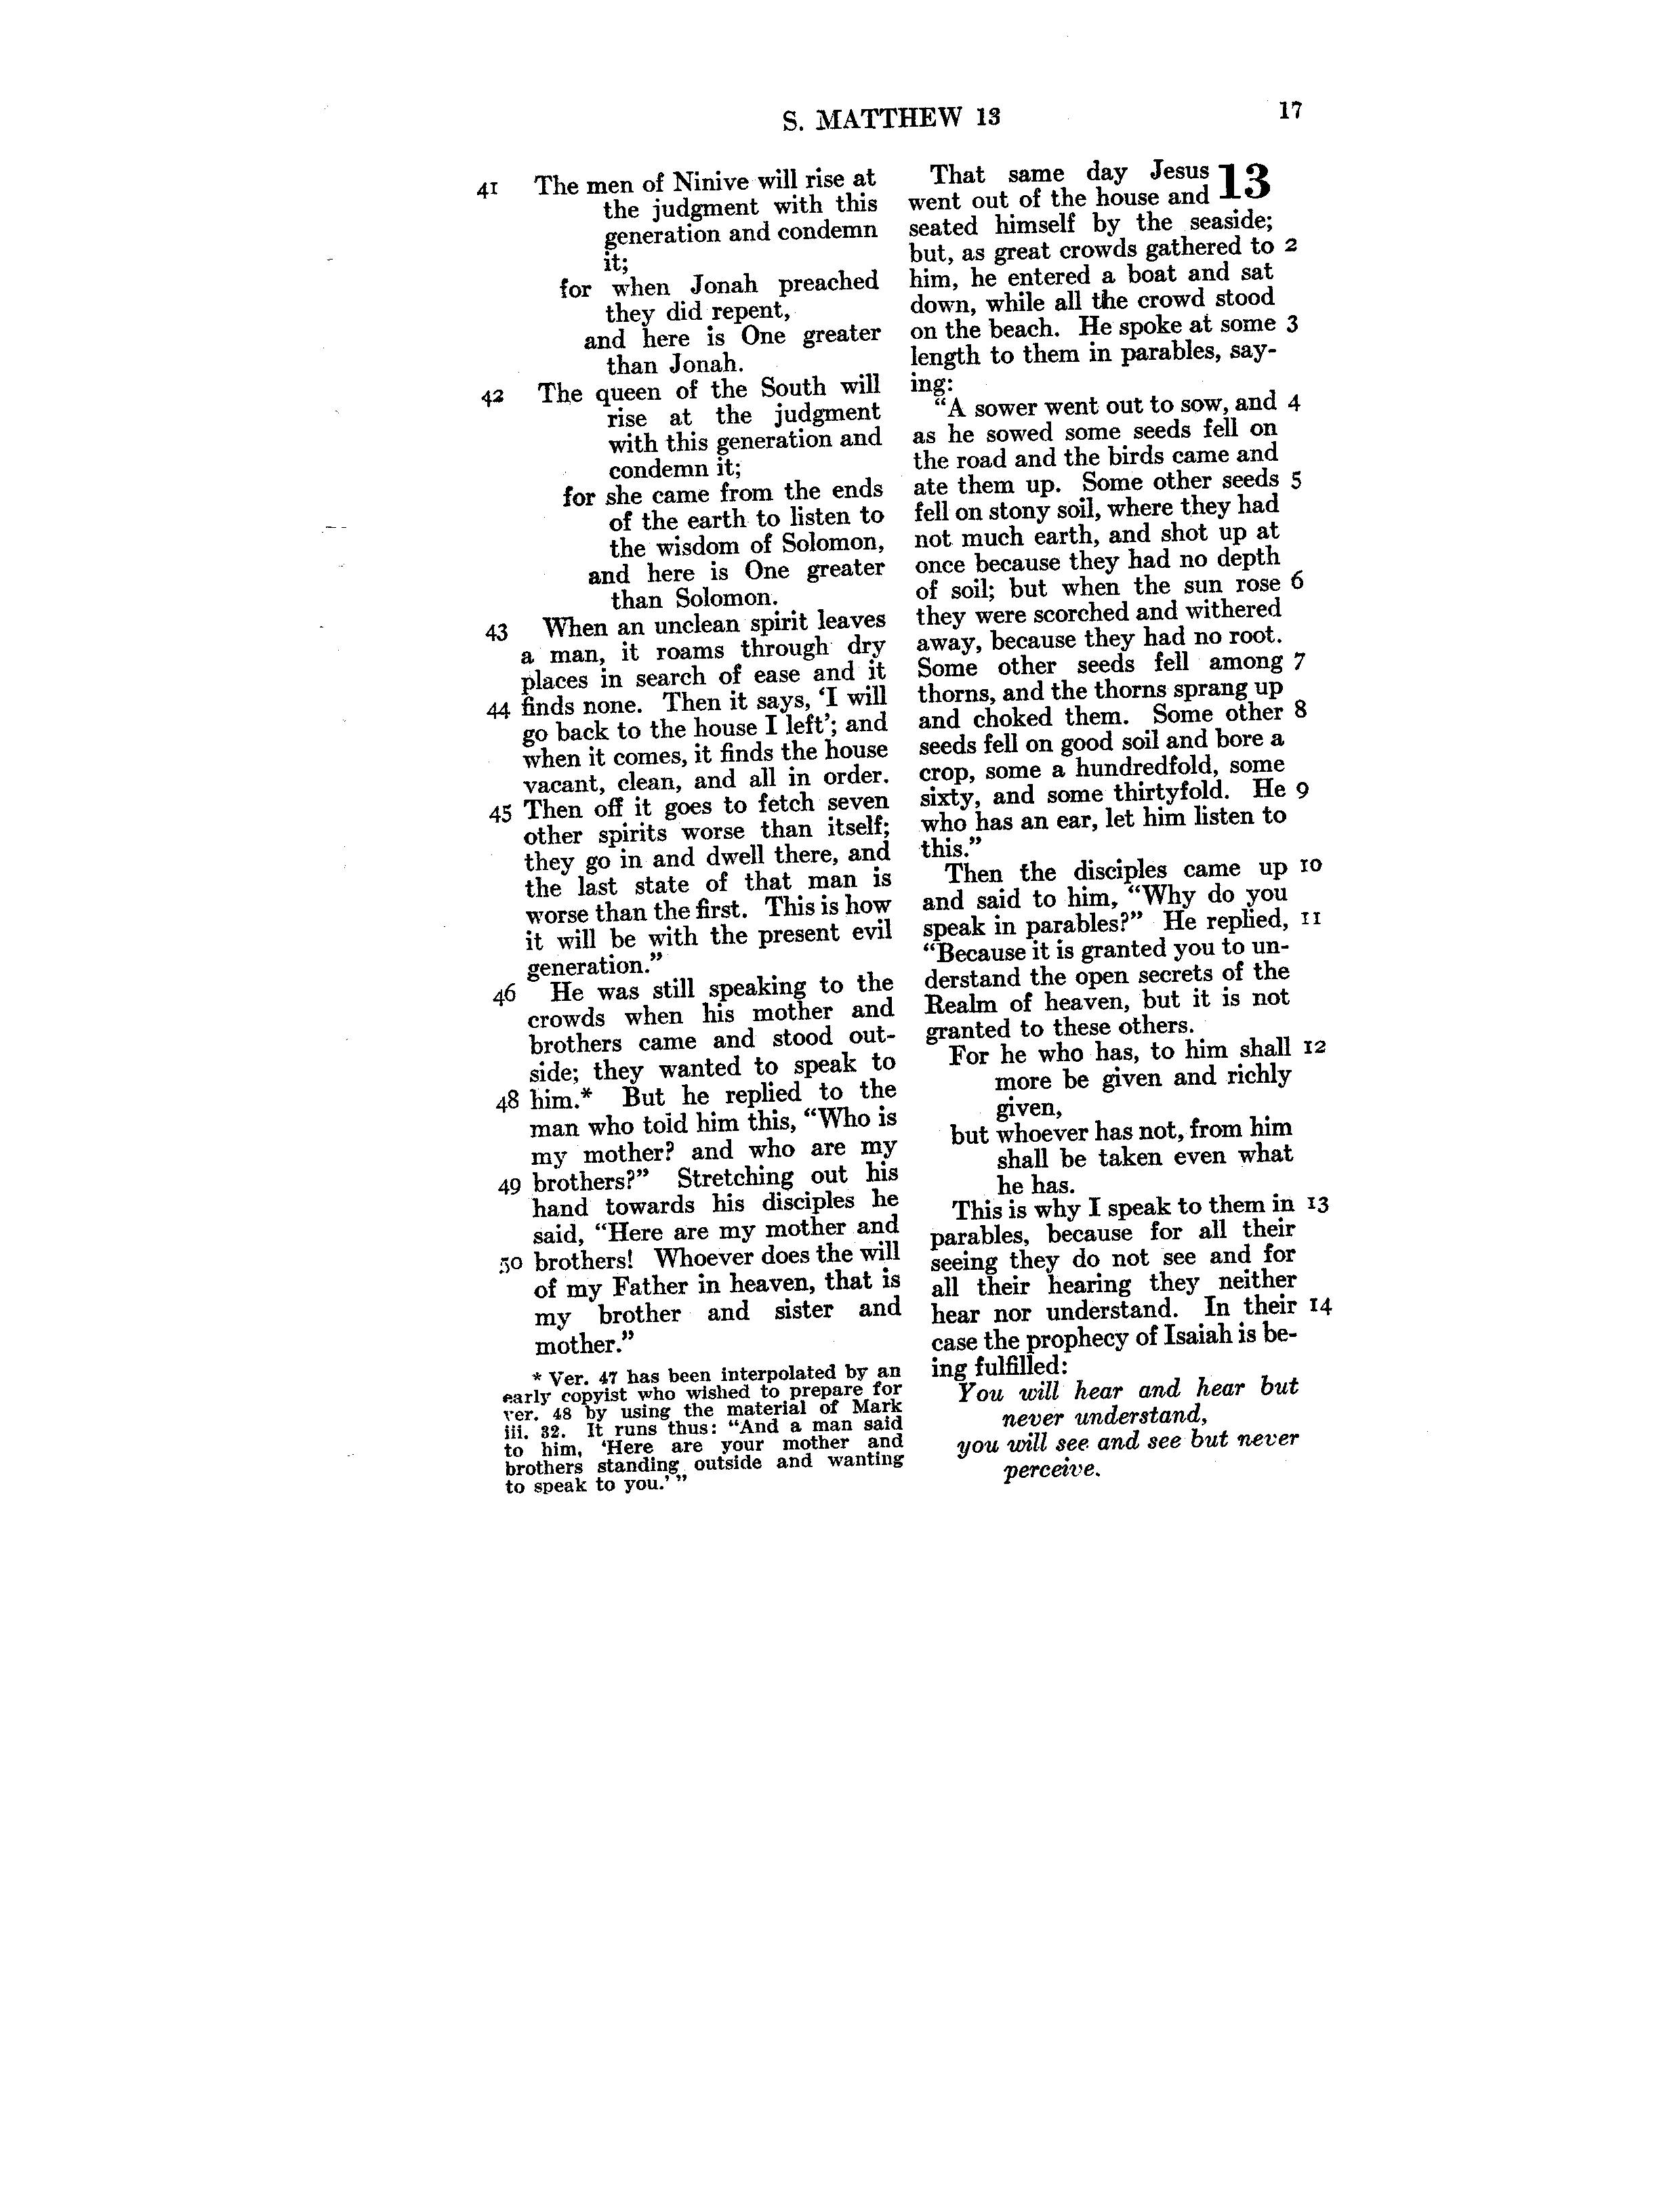 S. MATTHEW 13
17
41 The men of Ninive will rise at
the judgment with this
generation and condemn
it;
for when Jonah preached
they did repent,
and here is One greater
than Jonah.
42 The queen of the South will
rise at the judgment
with this generation and
condemn it;
for she came from the ends
of the earth to listen to
the wisdom of Solomon,
and here is One greater
than Solomon.
43 When an unclean spirit leaves
a man, it roams through dry
places in search of ease and it
44 finds none. Then it says, ‘I will
go back to the house I left’; and
when it comes, it finds the house
vacant, clean, and all in order.
45 Then off it goes to fetch seven
other spirits worse than itself;
they go in and dwell there, and
the last state of that man is
worse than the first. This is how
it will be with the present evil
generation.”
46 He was still speaking to the
crowds when his mother and
brothers came and stood out-
side; they wanted to speak to
48 him.* But he replied to the
man who told him this, “Who is
my mother? and who are my
49 brothers?” Stretching out his
hand towards his disciples he
said, “Here are my mother and
50 brothers! Whoever does the will
of my Father in heaven, that is
my brother and sister and
mother.”
* Ver. 47 has been interpolated by an
early copyist who wished to prepare for
ver. 48 by using the material of Mark
iii. 32. It runs thus: “And a man said
to him, ‘Here are your mother and
brothers standing outside and wanting
to speak to you.’ ”
That same day Jesus 13
went out of the house and
seated himself by the seaside;
but, as great crowds gathered to 2
him, he entered a boat and sat
down, while all the crowd stood
on the beach. He spoke at some 3
length to them in parables, say-
ing:
“A sower went out to sow, and 4
as he sowed some seeds fell on
the road and the birds came and
ate them up. Some other seeds 5
fell on stony soil, where they had
not much earth, and shot up at
once because they had no depth
of soil; but when the sun rose 6
they were scorched and withered
away, because they had no root.
Some other seeds fell among 7
thorns, and the thorns sprang up
and choked them. Some other 8
seeds fell on good soil and bore a
crop, some a hundredfold, some
sixty, and some thirtyfold. He 9
who has an ear, let him listen to
this.”
Then the disciples came up 10
and said to him, “Why do you
speak in parables?” He replied, 11
“Because it is granted you to un-
derstand the open secrets of the
Realm of heaven, but it is not
granted to these others.
For he who has, to him shall 12
more be given and richly
given,
but whoever has not, from him
shall be taken even what
he has.
This is why I speak to them in 13
parables, because for all their
seeing they do not see and for
all their hearing they neither
hear nor understand. In their 14
case the prophecy of Isaiah is be-
ing fulfilled:
You will hear and hear but
never understand,
you will see and see but never
perceive.